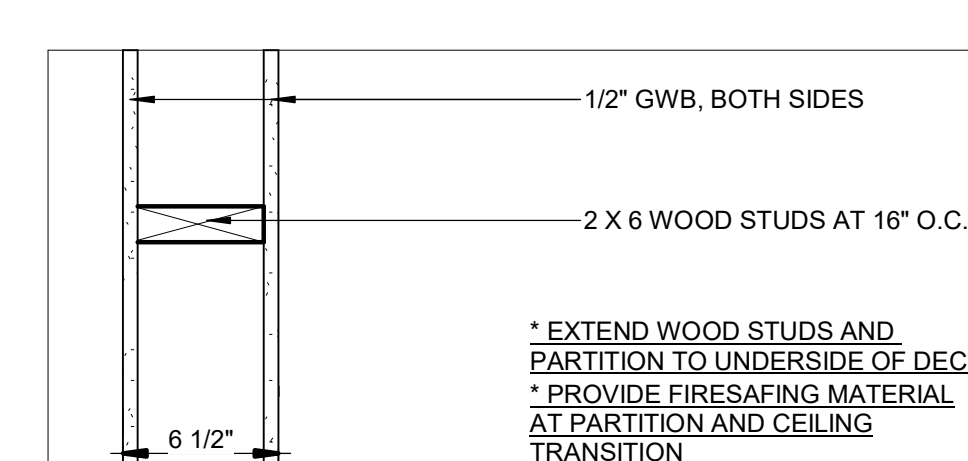 1/2" GWB, BOTH SIDES
2 X 6 WOOD STUDS AT 16" O.C.
* EXTEND WOOD STUDS AND
PARTITION TO UNDERSIDE OF DEC
* PROVIDE FIRESAFING MATERIAL
AT PARTITION AND CEILING
TRANSITION
6 1/2"